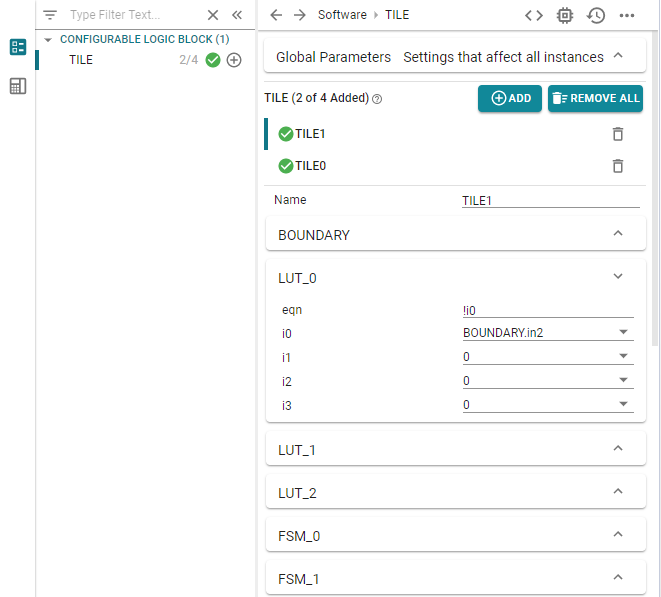 Type Filter Text...
CONFIGURABLE LOGIC BLOCK (1)
TILE 2/4
Software › TILE
Global Parameters Settings that affect all instances
TILE (2 of 4 Added)
ADD
REMOVE ALL
TILE1
TILE0
Name TILE1
BOUNDARY
LUT_0
eqn !i0
i0 BOUNDARY.in2
i1 0
i2 0
i3 0
LUT_1
LUT_2
FSM_0
FSM_1